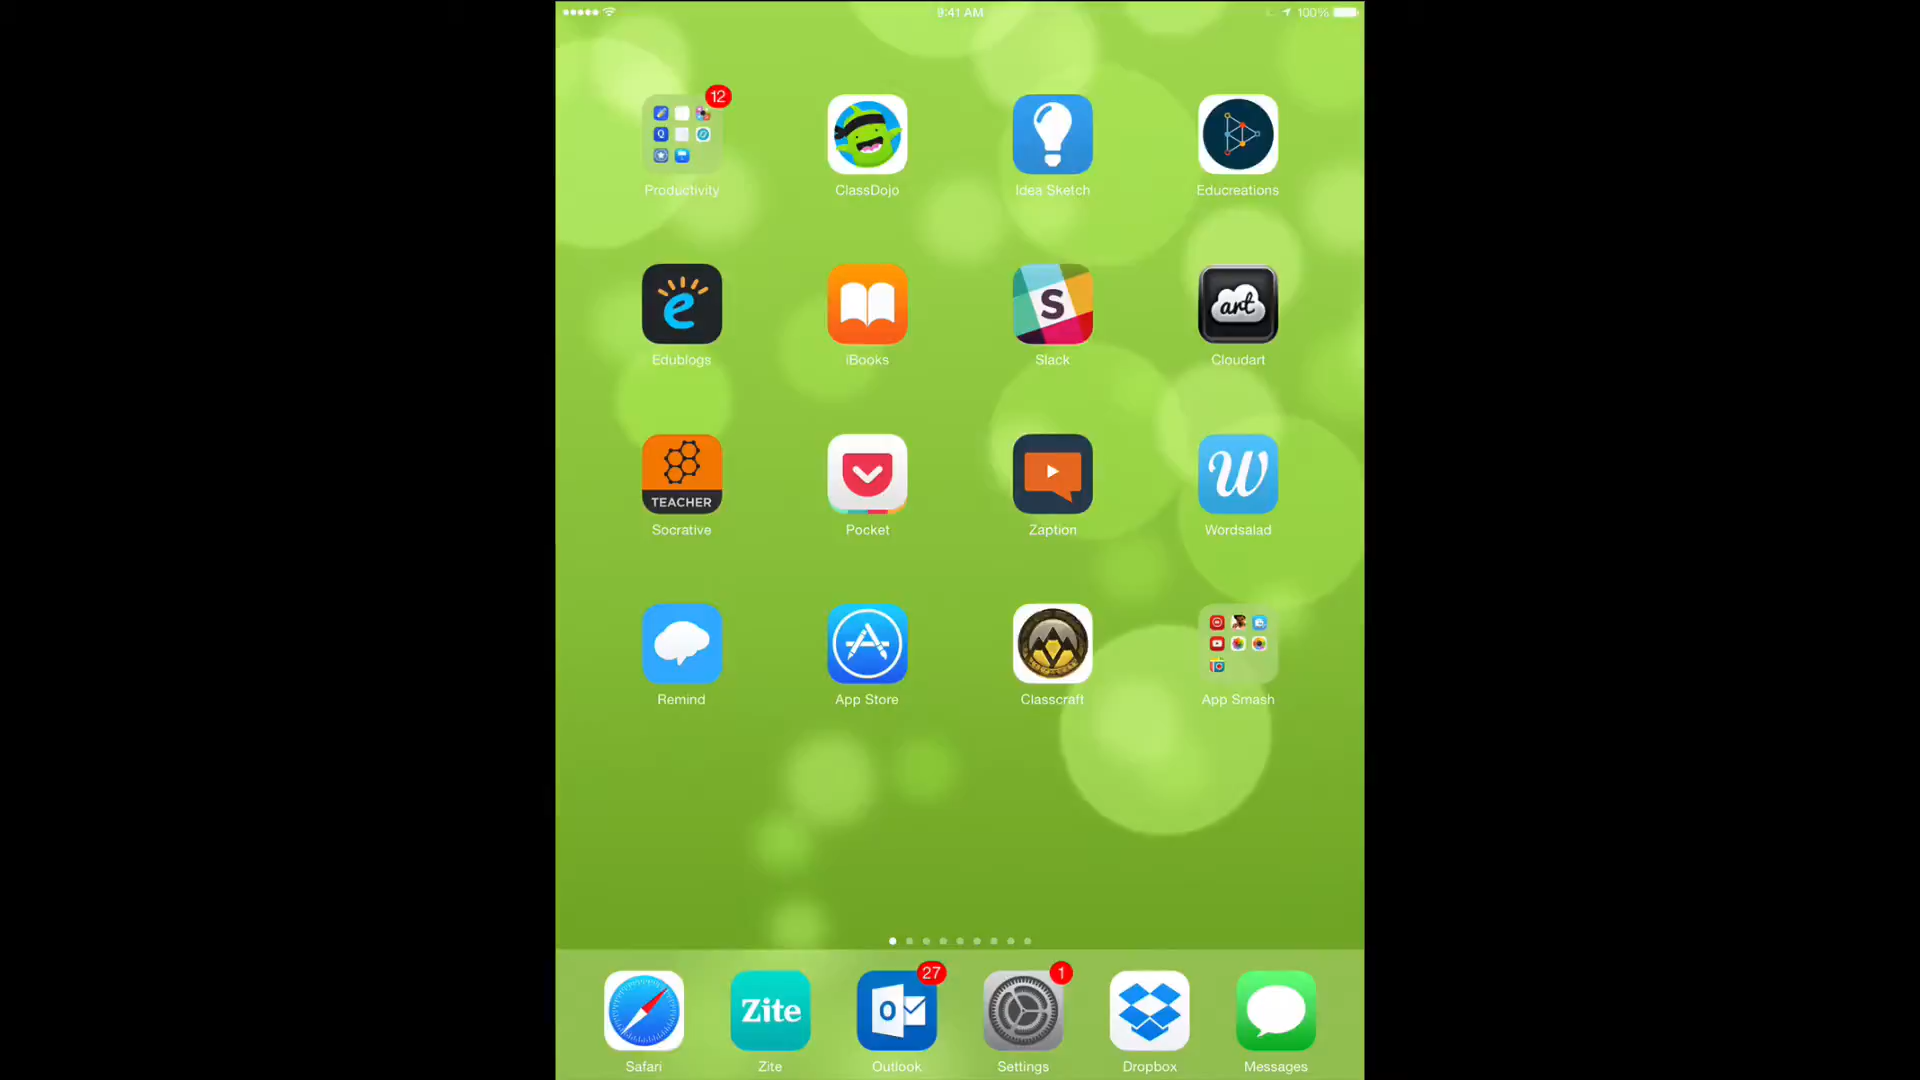 9:41 AM
100%
12
Productivity
ClassDojo
Idea Sketch
Educreations
e
S
art
Edublogs
iBooks
Slack
Cloudart
TEACHER
W
Socrative
Pocket
Zaption
Wordsalad
Remind
App Store
Classcraft
App Smash
27
1
Zite
O
Safari
Zite
Outlook
Settings
Dropbox
Messages